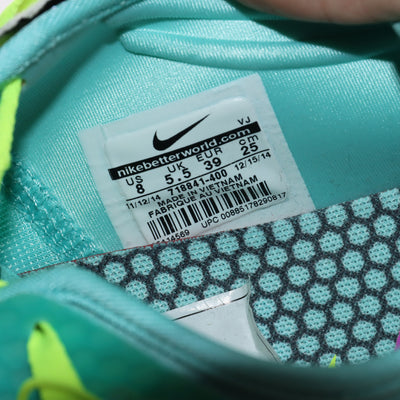 VJ
nikebetterworld.com
US UK EUR cm
8 5.5 39 25
718841-400
11/12/14 12/15/14
MADE IN VIETNAM
FABRIQUÉ AU VIETNAM
UPC 00885178290817